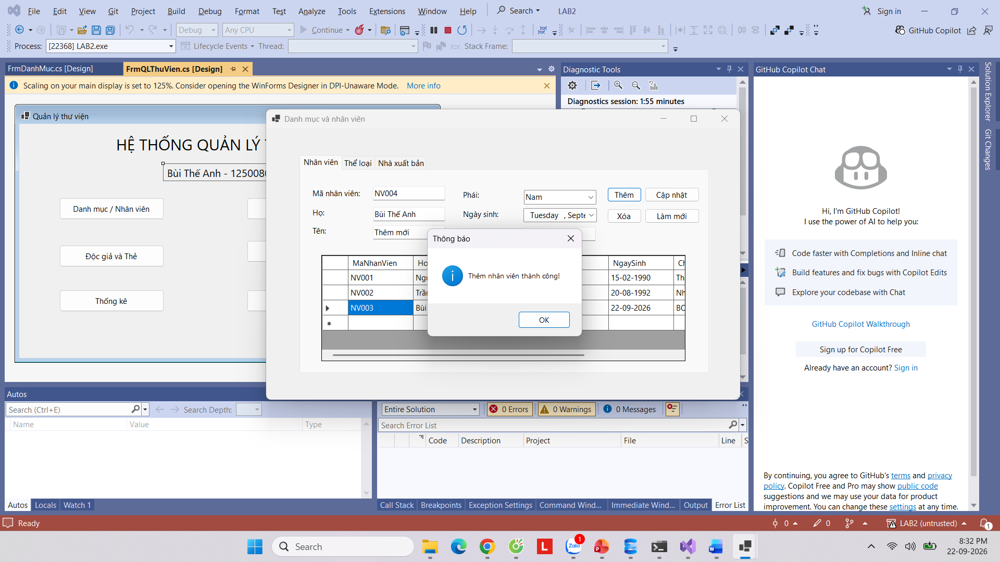 File Edit View Git Project Build Debug Format Test Analyze Tools Extensions Window Help Search LAB2 Sign in
Debug Any CPU Continue GitHub Copilot
Process: [22368] LAB2.exe Lifecycle Events Thread: Stack Frame:
FrmDanhMuc.cs [Design] FrmQLThuVien.cs [Design]
Scaling on your main display is set to 125%. Consider opening the WinForms Designer in DPI-Unaware Mode. More info
Quản lý thư viện
HỆ THỐNG QUẢN LÝ
Bùi Thế Anh - 125008
Danh mục / Nhân viên
Độc giả và Thẻ
Thống kê
Danh mục và nhân viên
Nhân viên Thể loại Nhà xuất bản
Mã nhân viên: NV004 Phái: Nam Thêm Cập nhật
Họ: Bùi Thế Anh Ngày sinh: Tuesday , Septe Xóa Làm mới
Tên: Thêm mới
MaNhanVien Ho NgaySinh
NV001 15-02-1990 Th
NV002 Trần 20-08-1992 Nh
NV003 Bùi 22-09-2026
Thông báo
Thêm nhân viên thành công!
OK
Diagnostic Tools
Diagnostics session: 1:55 minutes
GitHub Copilot Chat
Hi, I'm GitHub Copilot!
I use the power of AI to help you:
Code faster with Completions and Inline chat
Build features and fix bugs with Copilot Edits
Explore your codebase with Chat
GitHub Copilot Walkthrough
Sign up for Copilot Free
Already have an account? Sign in
By continuing, you agree to GitHub's terms and privacy
policy. Copilot Free and Pro may show public code
suggestions and we may use your data for product
improvement. You can change these settings at any time.
Solution Explorer
Git Changes
Autos
Search (Ctrl+E) Search Depth:
Name Value Type
Autos Locals Watch 1
Entire Solution 0 Errors 0 Warnings 0 Messages
Search Error List
Code Description Project File Line S
Call Stack Breakpoints Exception Settings Command Wind... Immediate Wind... Output Error List
Ready 0 0 LAB2 (untrusted) 1
Search L Zalo 1
8:32 PM
22-09-2026